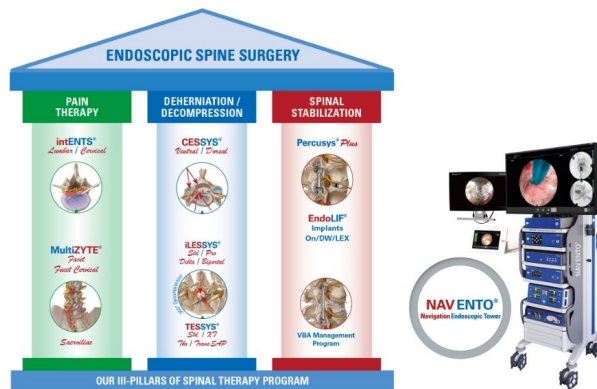 ENDOSCOPIC SPINE SURGERY
PAIN
THERAPY
intENTS®
Lumbar / Cervical
MultiZYTE®
Facet
Facet Cervical
Sacroiliac
DEHERNIATION /
DECOMPRESSION
CESSYS®
Ventral / Dorsal
iLESSYS®
Std / Pro
Delta / Biportal
TESSYS®
Std / XT
Thx / TransSAP
SPINAL
STABILIZATION
Percusys® Plus
EndoLIF®
Implants
On/DW/LEX
VBA Management
Program
OUR III-PILLARS OF SPINAL THERAPY PROGRAM
NAVENTO®
Navigation Endoscopic Tower